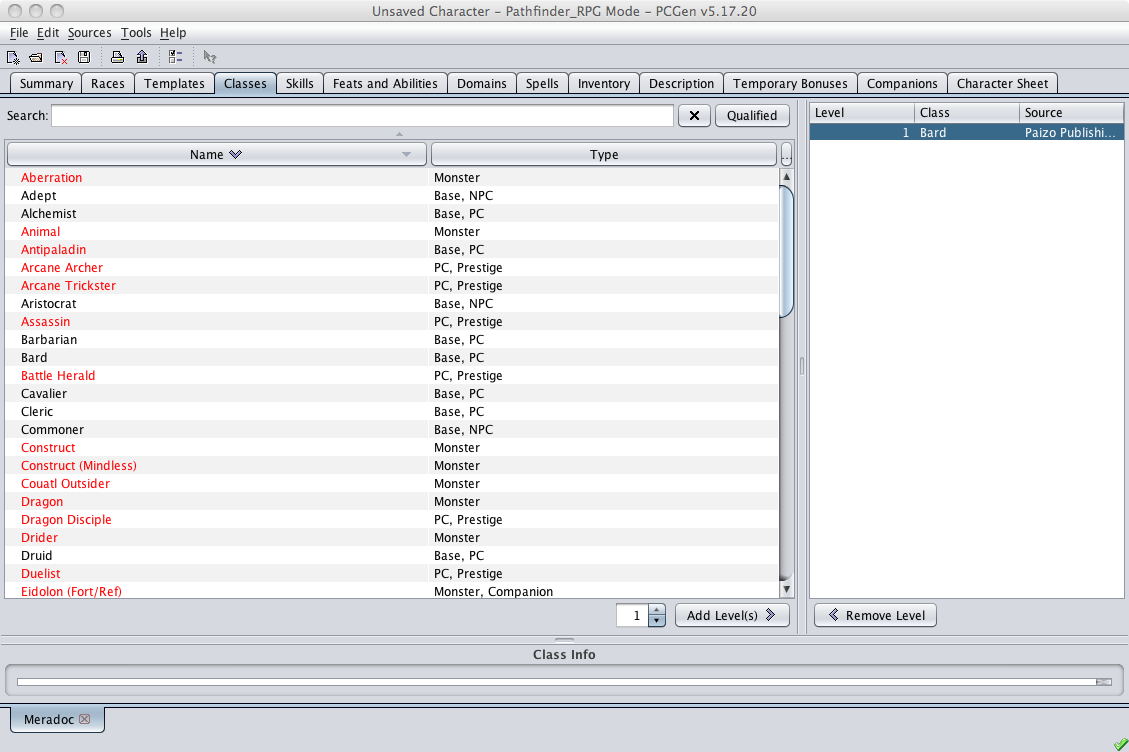 Unsaved Character - Pathfinder_RPG Mode - PCGen v5.17.20
File Edit Sources Tools Help
Summary Races Templates Classes Skills Feats and Abilities Domains Spells Inventory Description Temporary Bonuses Companions Character Sheet
Search: Qualified
Name Type ...
Aberration Monster
Adept Base, NPC
Alchemist Base, PC
Animal Monster
Antipaladin Base, PC
Arcane Archer PC, Prestige
Arcane Trickster PC, Prestige
Aristocrat Base, NPC
Assassin PC, Prestige
Barbarian Base, PC
Bard Base, PC
Battle Herald PC, Prestige
Cavalier Base, PC
Cleric Base, PC
Commoner Base, NPC
Construct Monster
Construct (Mindless) Monster
Couatl Outsider Monster
Dragon Monster
Dragon Disciple PC, Prestige
Drider Monster
Druid Base, PC
Duelist PC, Prestige
Eidolon (Fort/Ref) Monster, Companion
1 Add Level(s)
Level Class Source
1 Bard Paizo Publishi...
Remove Level
Class Info
Meradoc